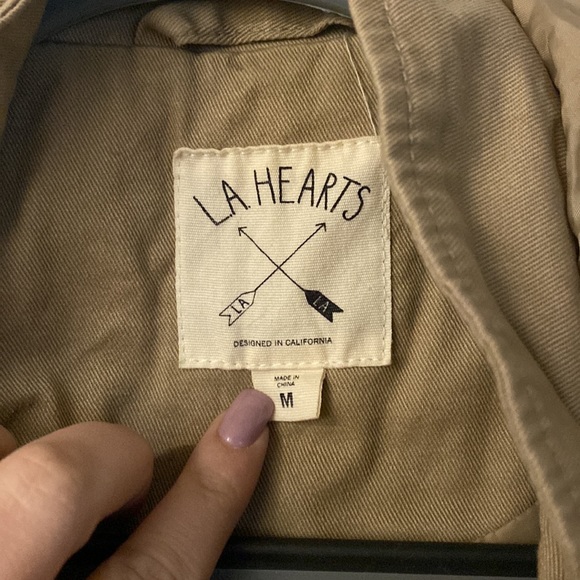 L.A. HEARTS
LA LA
DESIGNED IN CALIFORNIA
MADE IN
CHINA
M